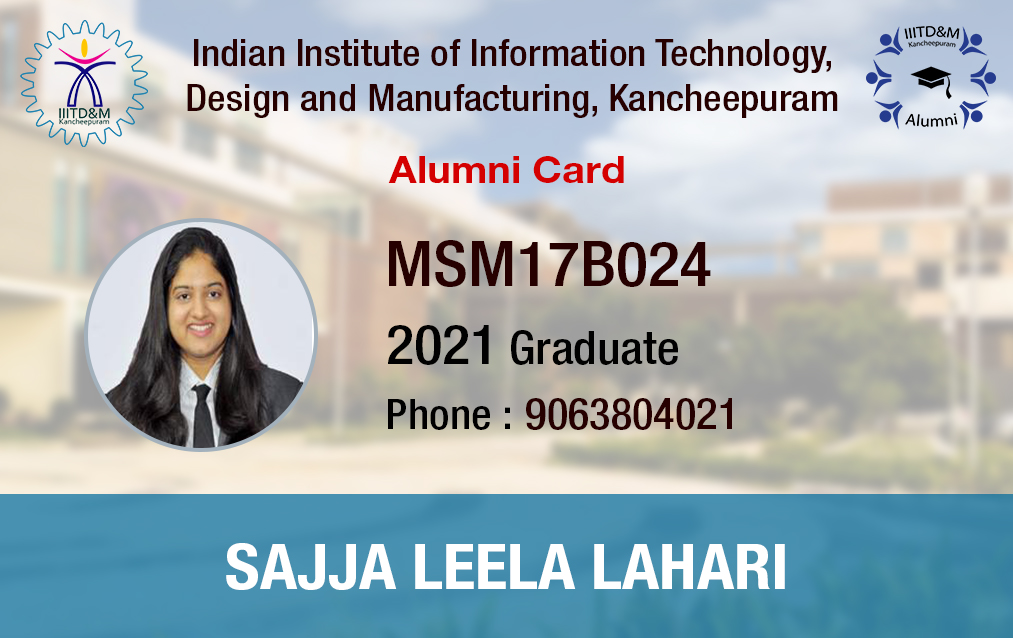 Indian Institute of Information Technology,
Design and Manufacturing, Kancheepuram
IIITD&M
Kancheepuram
IIITD&M
Kancheepuram
Alumni
Alumni Card
MSM17B024
2021 Graduate
Phone : 9063804021
SAJJA LEELA LAHARI